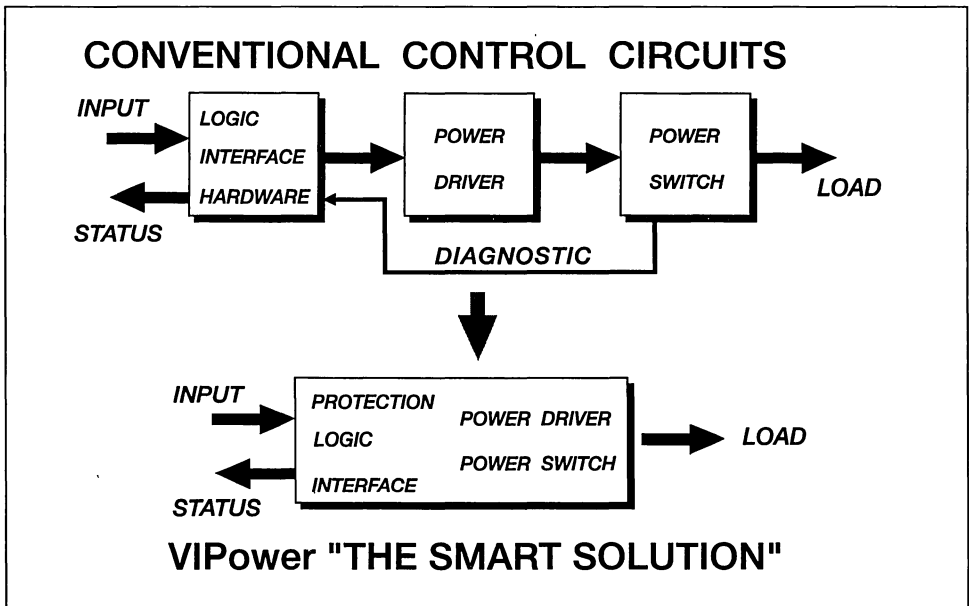 CONVENTIONAL CONTROL CIRCUITS
INPUT
LOGIC
INTERFACE
HARDWARE
STATUS
POWER
DRIVER
POWER
SWITCH
LOAD
DIAGNOSTIC
INPUT
PROTECTION
LOGIC
INTERFACE
POWER DRIVER
POWER SWITCH
LOAD
STATUS
VIPower "THE SMART SOLUTION"